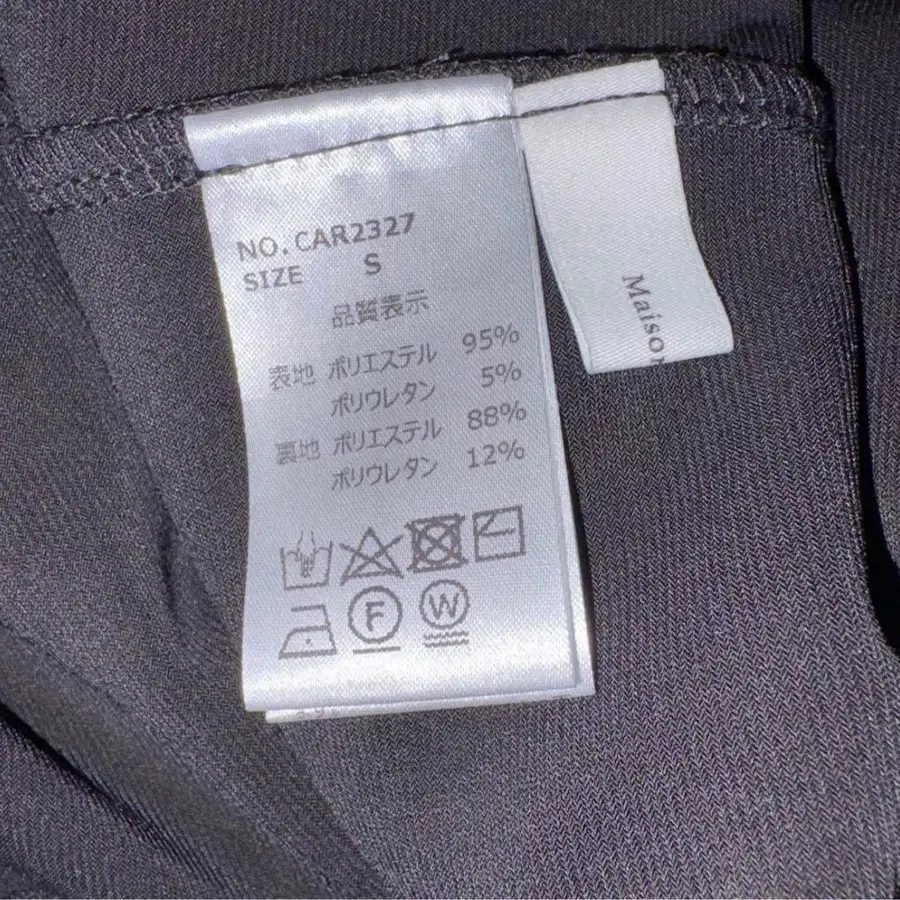 NO. CAR2327
SIZE S
品質表示
表地 ポリエステル 95%
ポリウレタン 5%
裏地 ポリエステル 88%
ポリウレタン 12%
F
W
Maison